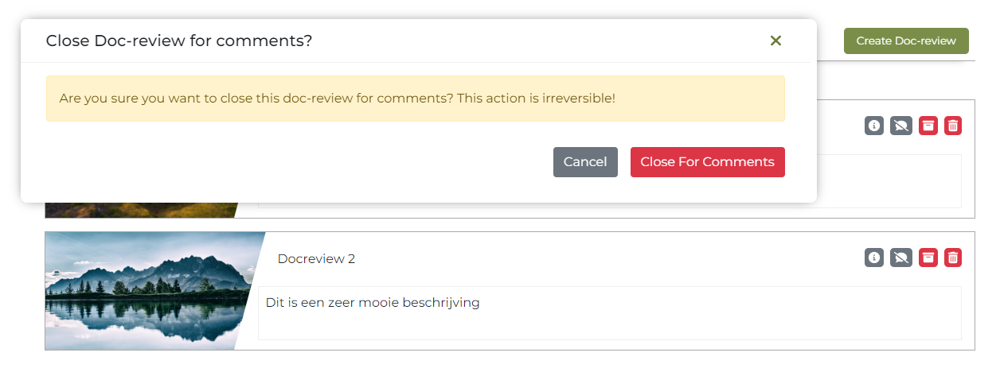 Close Doc-review for comments?
Create Doc-review
Are you sure you want to close this doc-review for comments? This action is irreversible!
Cancel
Close For Comments
Docreview 2
Dit is een zeer mooie beschrijving